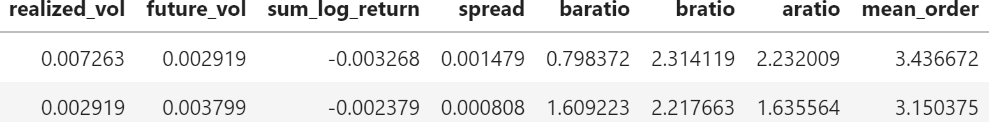 realized_vol future_vol sum_log_return spread baratio bratio aratio mean_order
0.007263 0.002919 -0.003268 0.001479 0.798372 2.314119 2.232009 3.436672
0.002919 0.003799 -0.002379 0.000808 1.609223 2.217663 1.635564 3.150375